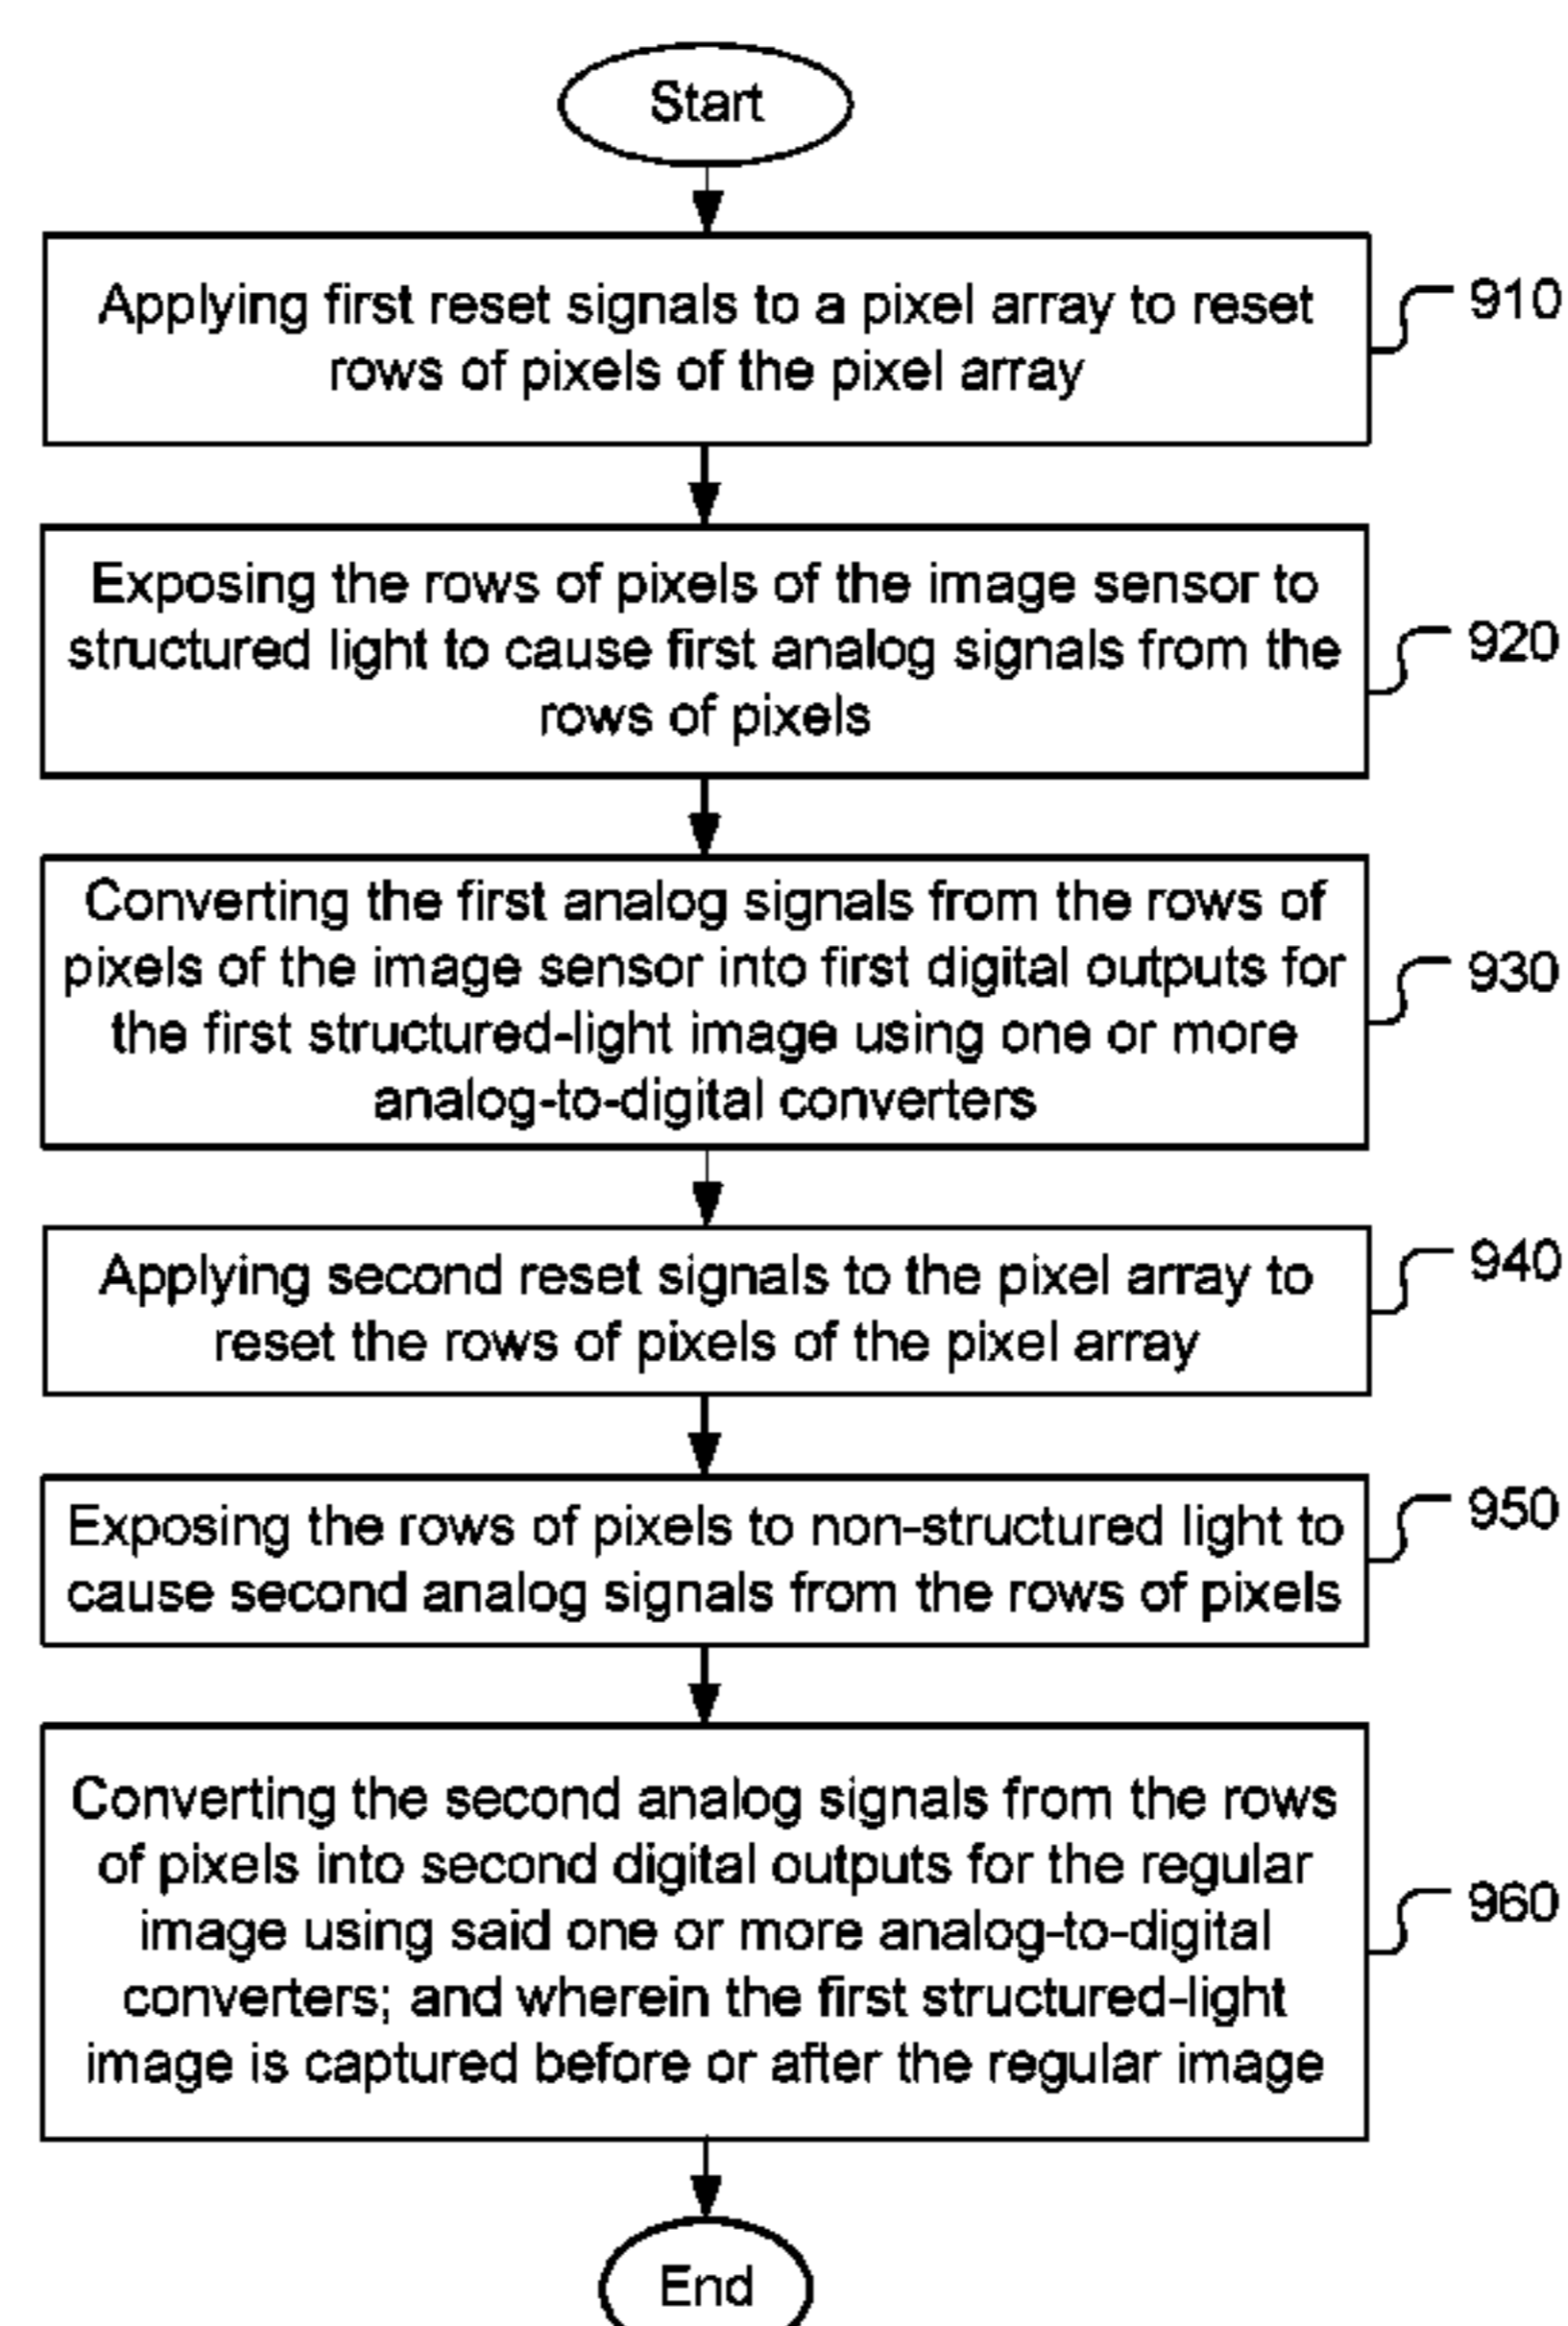 Start
Applying first reset signals to a pixel array to reset
rows of pixels of the pixel array
910
Exposing the rows of pixels of the image sensor to
structured light to cause first analog signals from the
rows of pixels
920
Converting the first analog signals from the rows of
pixels of the image sensor into first digital outputs for
the first structured-light image using one or more
analog-to-digital converters
930
Applying second reset signals to the pixel array to
reset the rows of pixels of the pixel array
940
Exposing the rows of pixels to non-structured light to
cause second analog signals from the rows of pixels
950
Converting the second analog signals from the rows
of pixels into second digital outputs for the regular
image using said one or more analog-to-digital
converters; and wherein the first structured-light
image is captured before or after the regular image
960
End